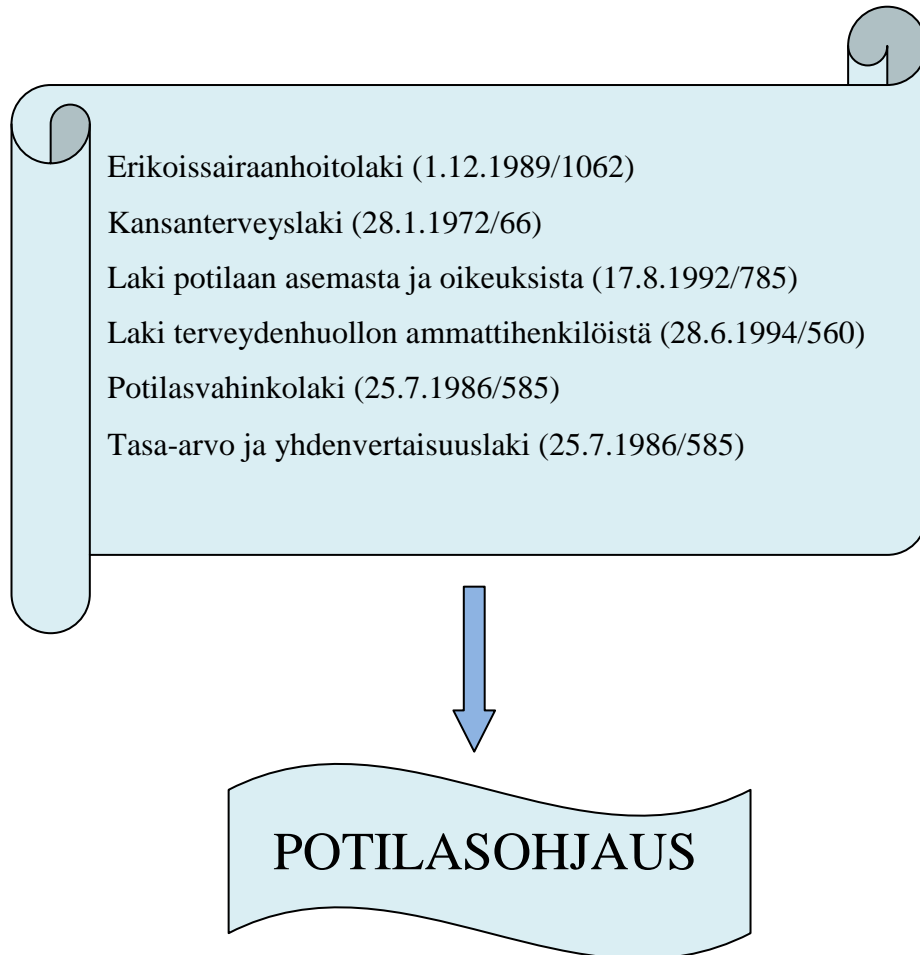 Erikoissairaanhoitolaki (1.12.1989/1062)
Kansanterveyslaki (28.1.1972/66)
Laki potilaan asemasta ja oikeuksista (17.8.1992/785)
Laki terveydenhuollon ammattihenkilöistä (28.6.1994/560)
Potilasvahinkolaki (25.7.1986/585)
Tasa-arvo ja yhdenvertaisuuslaki (25.7.1986/585)
POTILASOHJAUS